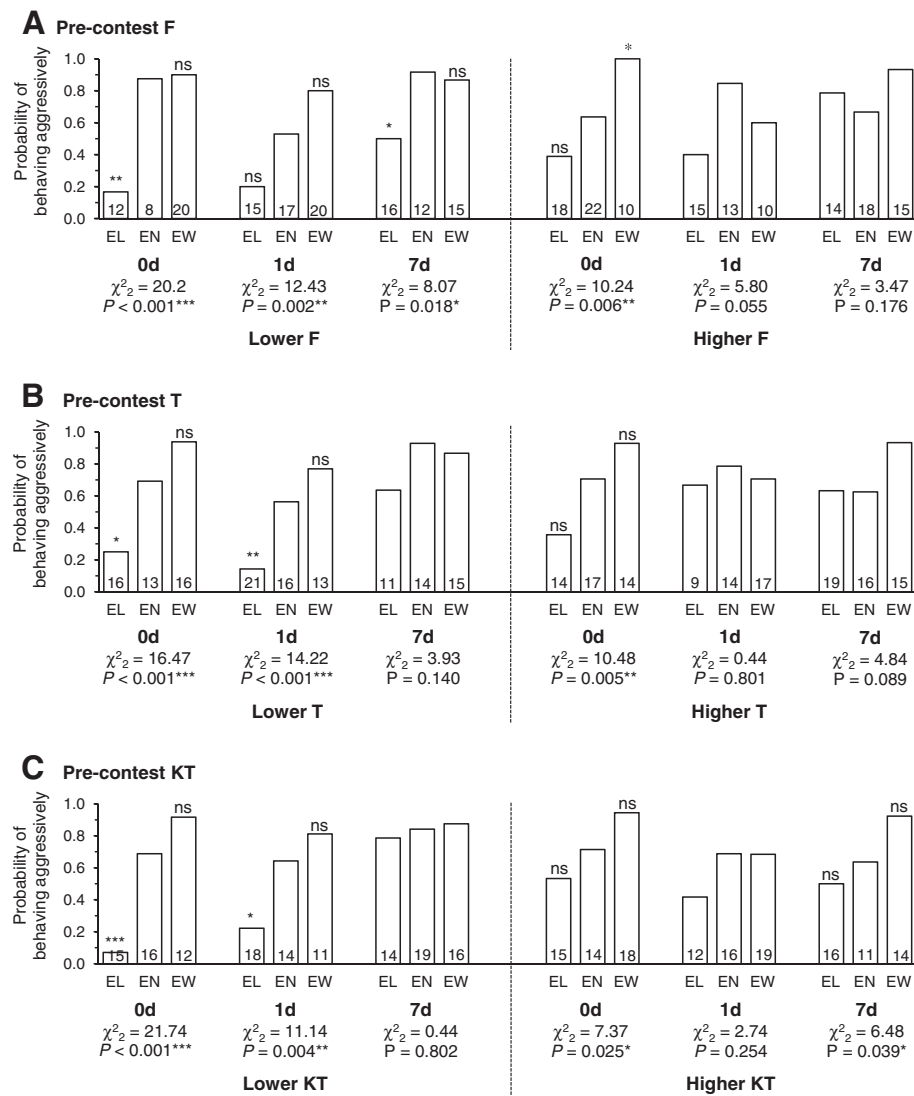 A Pre-contest F
Probability of
behaving aggressively
1.0
0.8
0.6
0.4
0.2
0.0
** ns ns ns * ns ns *
12 8 20 15 17 20 16 12 15 18 22 10 15 13 10 14 18 15
EL EN EW EL EN EW EL EN EW EL EN EW EL EN EW EL EN EW
0d 1d 7d 0d 1d 7d
χ²₂ = 20.2 χ²₂ = 12.43 χ²₂ = 8.07 χ²₂ = 10.24 χ²₂ = 5.80 χ²₂ = 3.47
P < 0.001*** P = 0.002** P = 0.018* P = 0.006** P = 0.055 P = 0.176
Lower F Higher F
B Pre-contest T
Probability of
behaving aggressively
1.0
0.8
0.6
0.4
0.2
0.0
* ns ** ns ns ns
16 13 16 21 16 13 11 14 15 14 17 14 9 14 17 19 16 15
EL EN EW EL EN EW EL EN EW EL EN EW EL EN EW EL EN EW
0d 1d 7d 0d 1d 7d
χ²₂ = 16.47 χ²₂ = 14.22 χ²₂ = 3.93 χ²₂ = 10.48 χ²₂ = 0.44 χ²₂ = 4.84
P < 0.001*** P < 0.001*** P = 0.140 P = 0.005** P = 0.801 P = 0.089
Lower T Higher T
C Pre-contest KT
Probability of
behaving aggressively
1.0
0.8
0.6
0.4
0.2
0.0
*** ns * ns ns ns ns ns
15 16 12 18 14 11 14 19 16 15 14 18 12 16 19 16 11 14
EL EN EW EL EN EW EL EN EW EL EN EW EL EN EW EL EN EW
0d 1d 7d 0d 1d 7d
χ²₂ = 21.74 χ²₂ = 11.14 χ²₂ = 0.44 χ²₂ = 7.37 χ²₂ = 2.74 χ²₂ = 6.48
P < 0.001*** P = 0.004** P = 0.802 P = 0.025* P = 0.254 P = 0.039*
Lower KT Higher KT